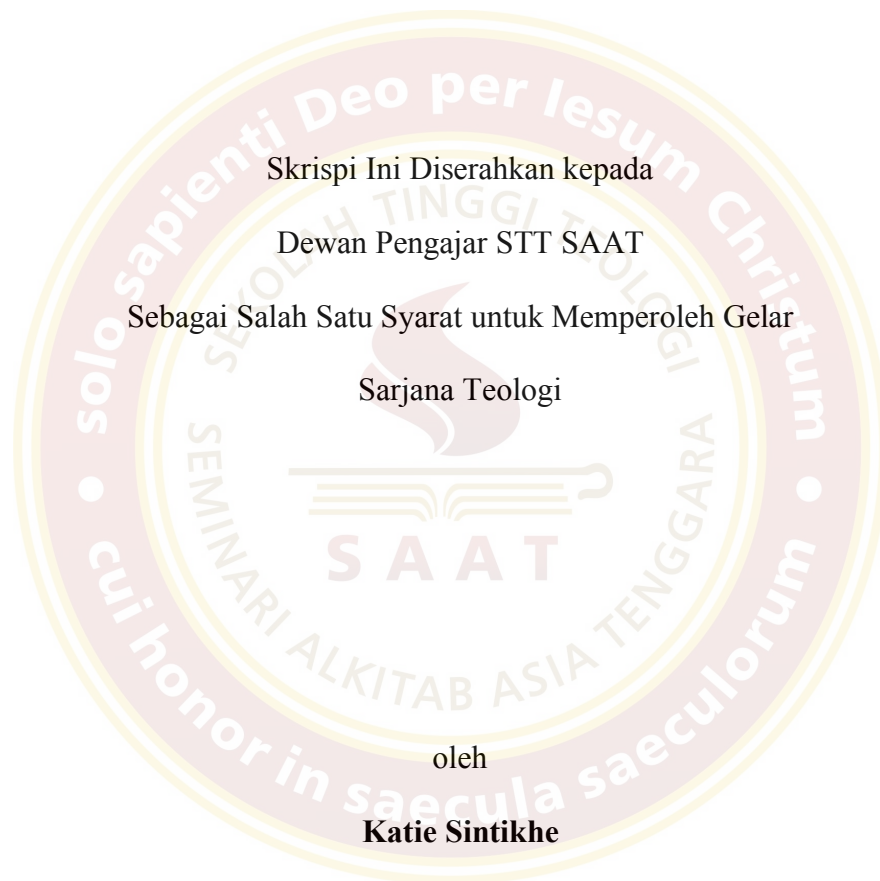 solo sapienti Deo per Iesum Christum
SEKOLAH TINGGI TEOLOGI
Skrispi Ini Diserahkan kepada
Dewan Pengajar STT SAAT
Sebagai Salah Satu Syarat untuk Memperoleh Gelar
Sarjana Teologi
SAAT
SEMINARI ALKITAB ASIA TENGGARA
cui honor in saecula saeculorum
oleh
Katie Sintikhe